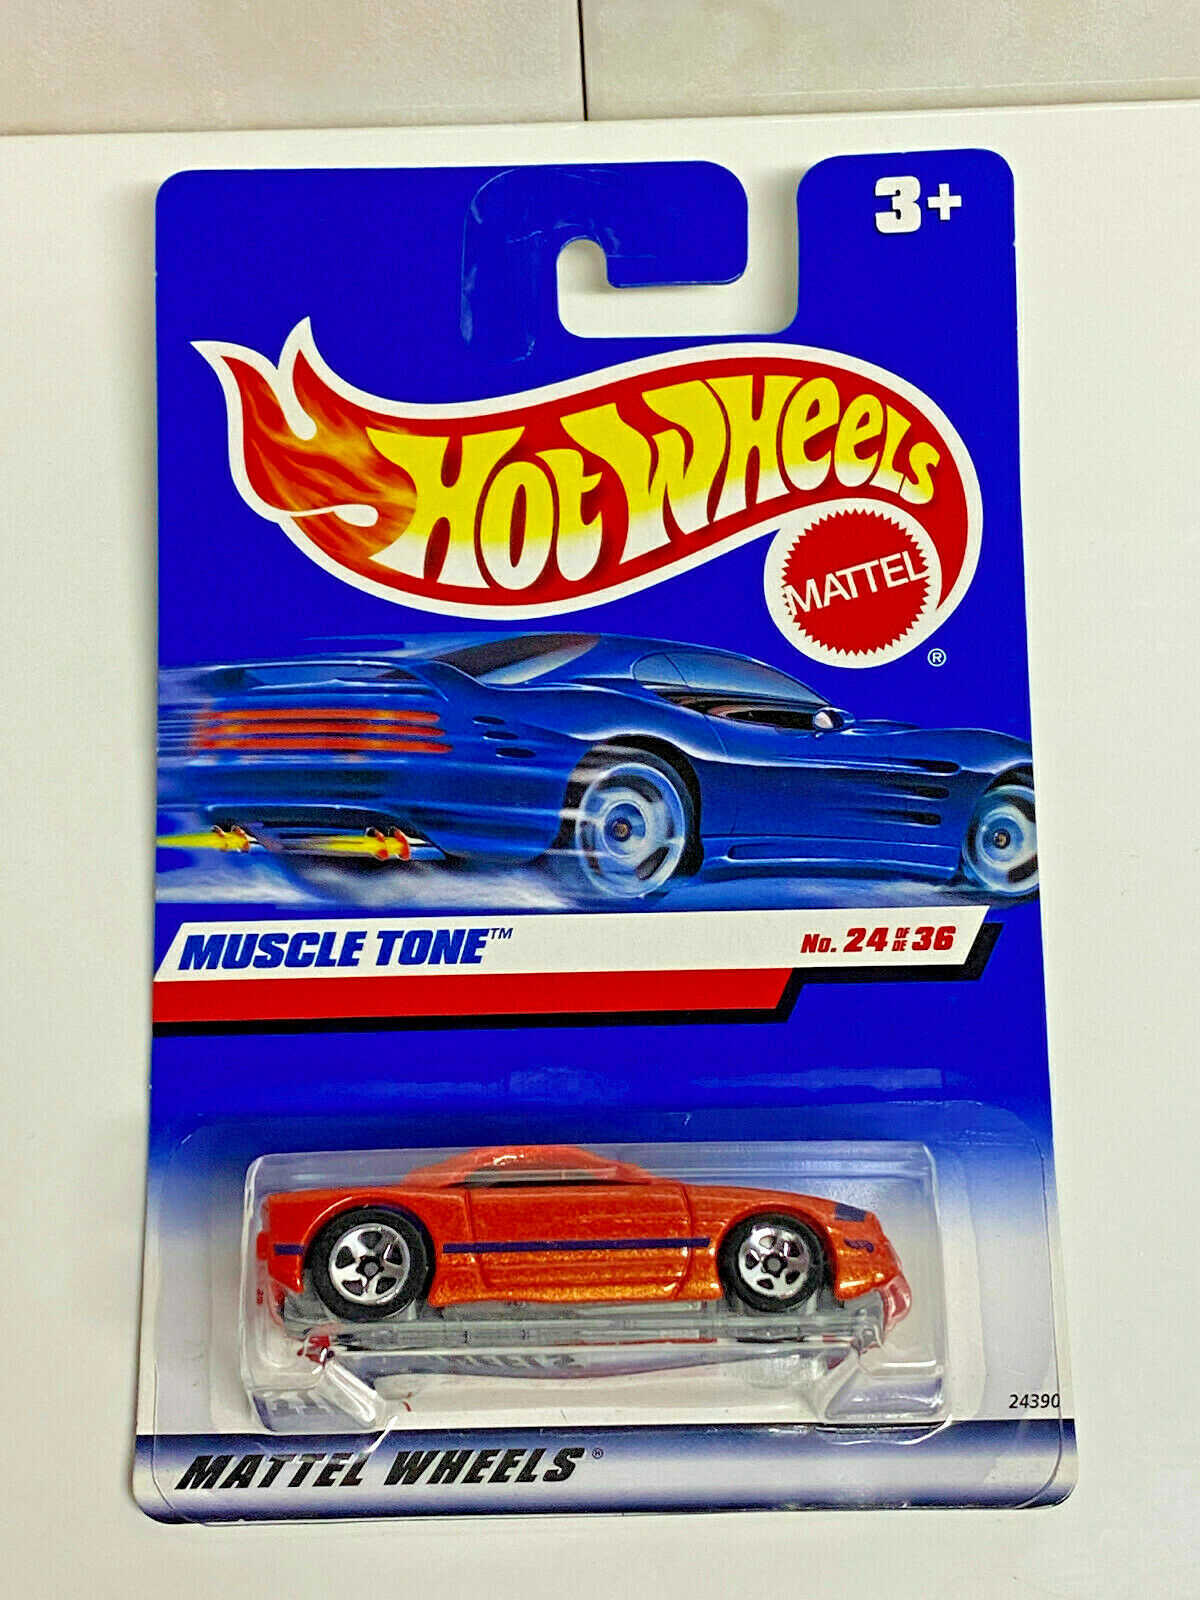 3+
HOT WHEELS
MATTEL
®
MUSCLE TONE™
No. 24 OF DE 36
24390
MATTEL WHEELS®